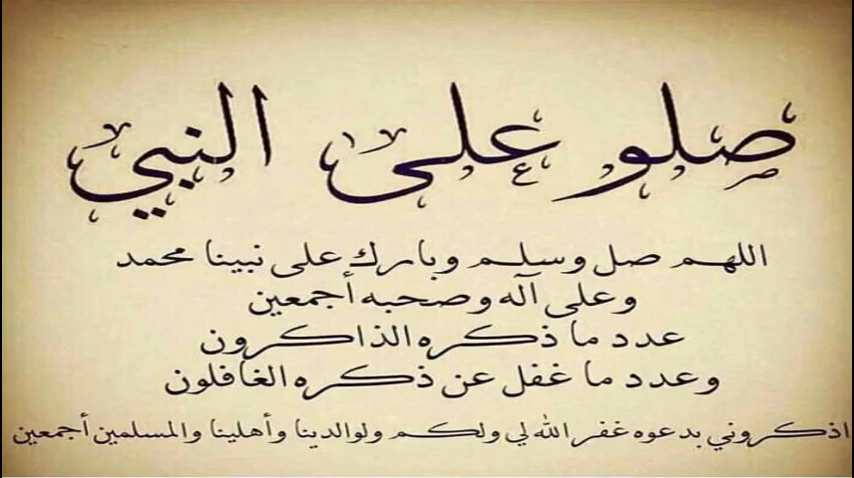 صلو على النبي
اللهم صل وسلم وبارك على نبينا محمد
وعلى آله وصحبه أجمعين
عدد ما ذكره الذاكرون
وعدد ما غفل عن ذكره الغافلون
اذكروني بدعوه غفر الله لي ولكم ولوالدينا وأهلينا والمسلمين أجمعين